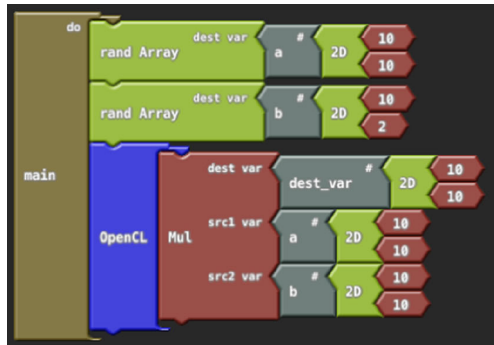 do
dest var # 10
rand Array a 2D
10
dest var # 10
rand Array b 2D
2
main
OpenCL Mul
dest var # 10
dest_var 2D
10
src1 var # 10
a 2D
10
src2 var # 10
b 2D
10